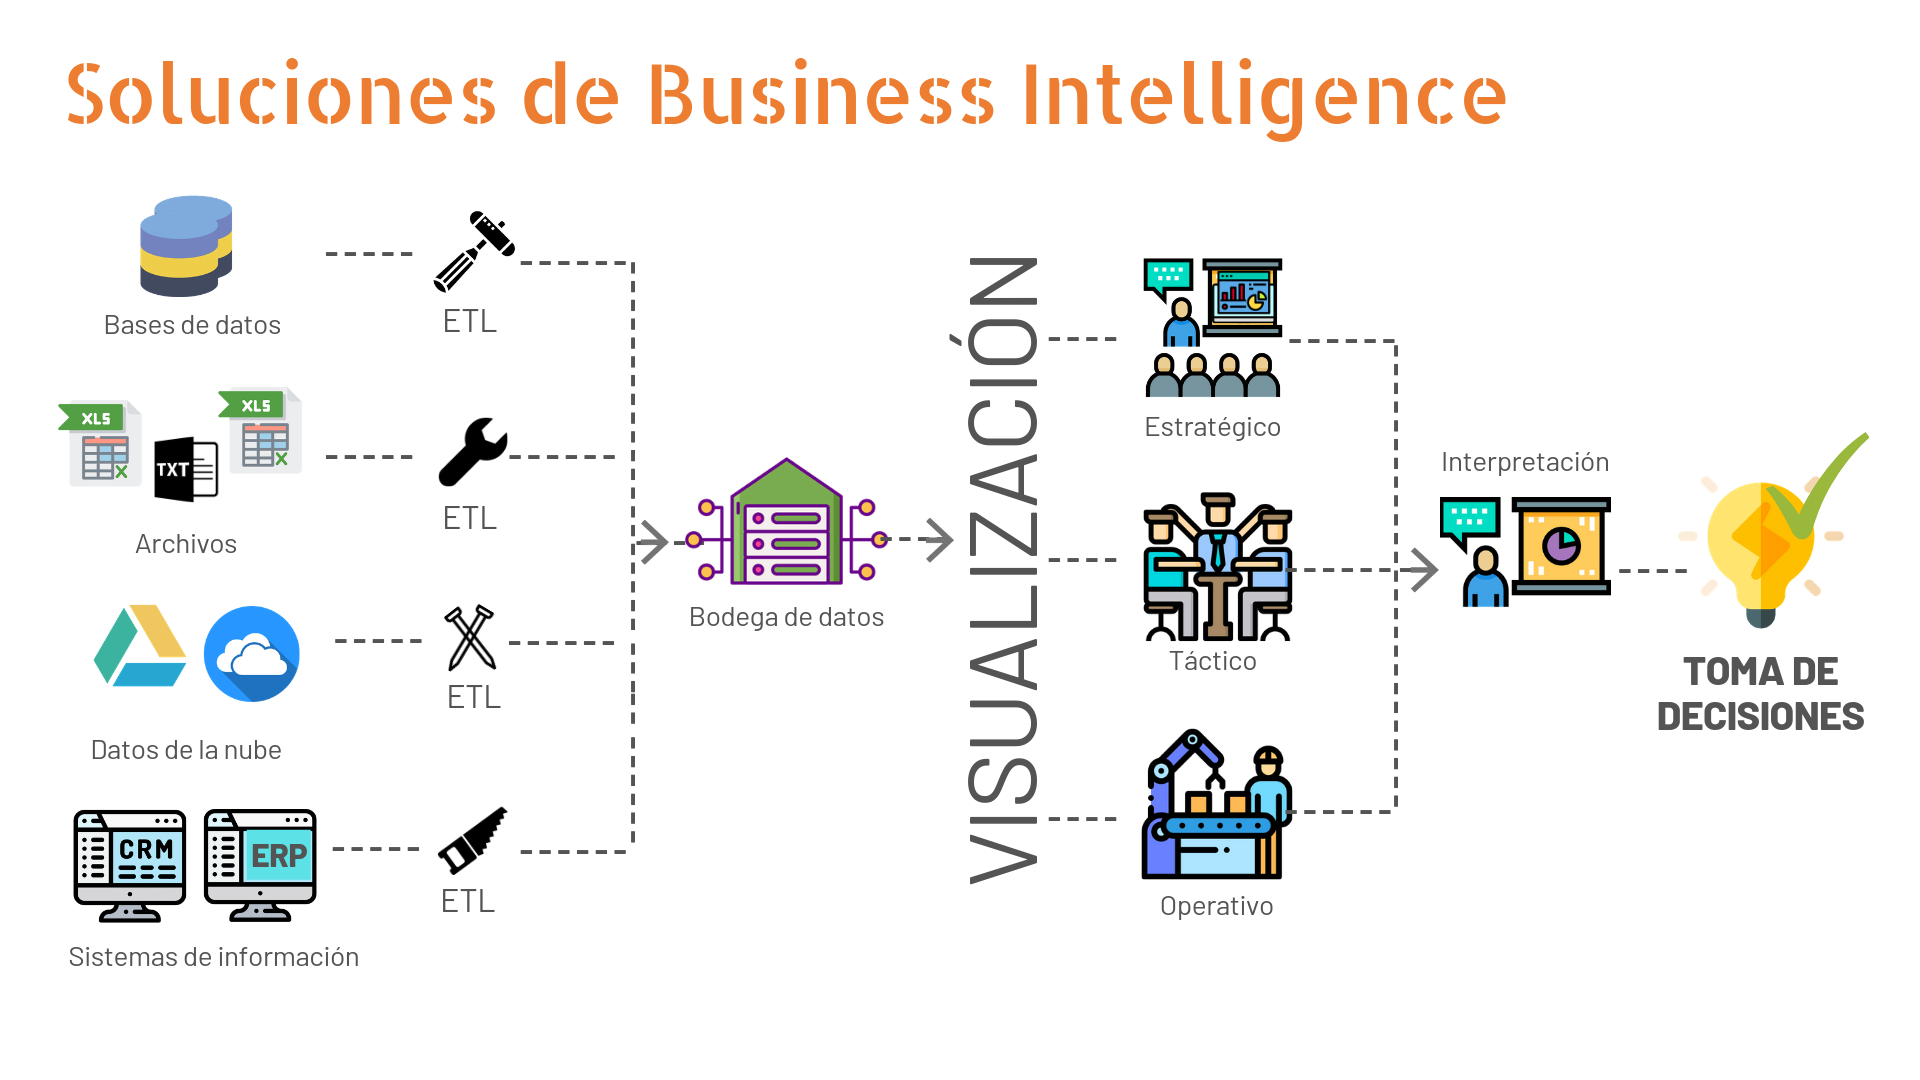 Soluciones de Business Intelligence
Bases de datos
ETL
XLS
TXT
XLS
Archivos
ETL
Datos de la nube
ETL
CRM
ERP
Sistemas de información
ETL
Bodega de datos
VISUALIZACIÓN
Estratégico
Táctico
Operativo
Interpretación
TOMA DE
DECISIONES